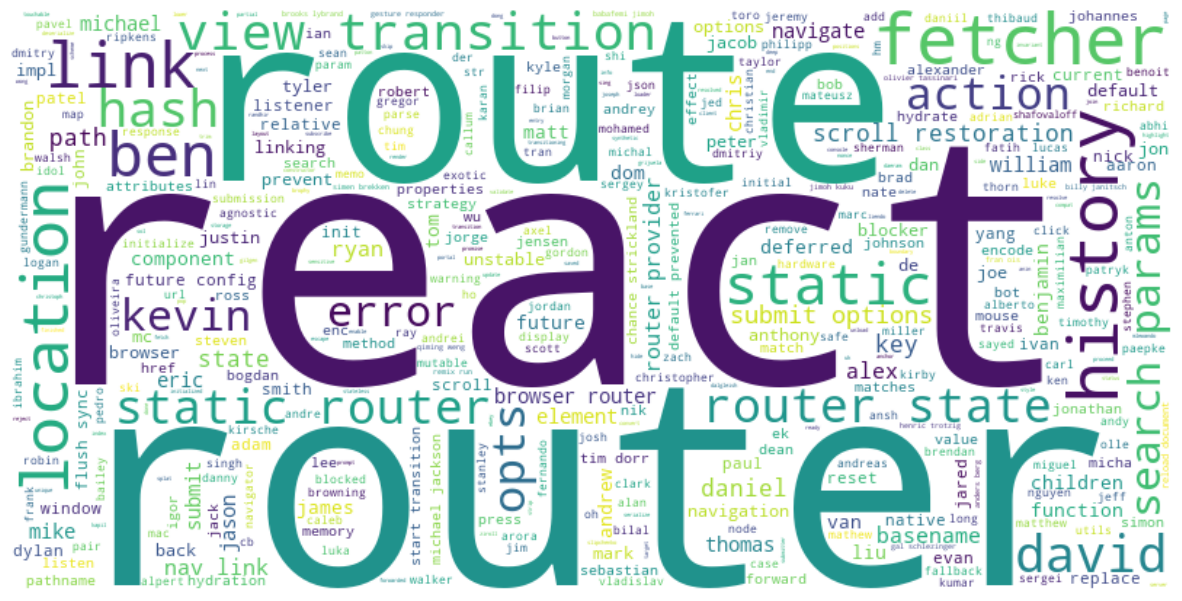 react
router
route
view transition
fetcher
link
hash
ben
location
history
search params
action
static
static router
router state
david
kevin
error
opts
submit options
scroll restoration
navigate
options
jacob
william
nick
jon
aaron
default
current
richard
alexander
rick
hydrate
johannes
benoit
thibaud
daniil
jeremy
philipp
taylor
christian
vladimir
chris
toro
add
bob
mateusz
peter
dmitriy
matt
dom
linking
relative
listener
tyler
robert
gregor
parse
chung
tim
ian
sean
param
der
str
shi
kyle
filip
brian
morgan
andrey
json
mohamed
tran
michal
sergey
effect
jed
karan
callum
michael
pavel
dmitry
impl
patel
map
path
brandon
john
walsh
idol
response
ripkens
brooks lybrand
gesture responder
babafemi jimoh
olivier tassinari
adrian
shafovaloff
abhi
fatih
lucas
sherman
dan
brad
nate
luke
thorn
billy janitsch
jimoh kuku
kristofer
initial
router provider
default prevented
chance strickland
prevent
search
attributes
lin
memo
exotic
properties
strategy
simen brekken
submission
agnostic
initialize
justin
component
future config
init
ryan
tom
wu
jorge
axel
jensen
gordon
unstable
warning
ho
jordan
future
display
scott
url
ross
mc
steven
browser
href
state
bogdan
enc
ray
method
andrei
mutable
qiming meng
remix run
eric
smith
scroll
browser router
element
nik
christopher
zach
jan
remove
deferred
hardware
marc
blocker
johnson
de
anthony
match
safe
miller
key
kirby
alex
matches
yang
encode
click
joe
bot
alberto
mouse
travis
sayed
ivan
benjamin
maximilian
anton
patryk
stephen
timothy
carl
paepke
ken
jonathan
andy
gundermann
logan
oliveira
ibrahim
pedro
flush sync
bailey
robin
frank
window
mike
dylan
pair
listen
back
pathname
nav link
alpert
hydration
andre
kirsche
adam
singh
danny
igor
submit
mac
jack
jason
navigator
cb
lee
blocked
browning
james
caleb
memory
luka
start transition
michael jackson
walker
stanley
press
arora
jim
fernando
josh
tim dorr
clark
alan
oh
andrew
bilal
mark
sebastian
vladislav
ek
dean
paul
daniel
navigation
node
thomas
case
forward
andreas
reset
van
mathew
liu
ansh
henric trotzig
value
brendan
jared
native
long
basename
gal schlezinger
evan
fallback
kumar
anders berg
miguel
micha
olle
nguyen
children
jeff
function
matthew
utils
simon
sergei
replace
reload document